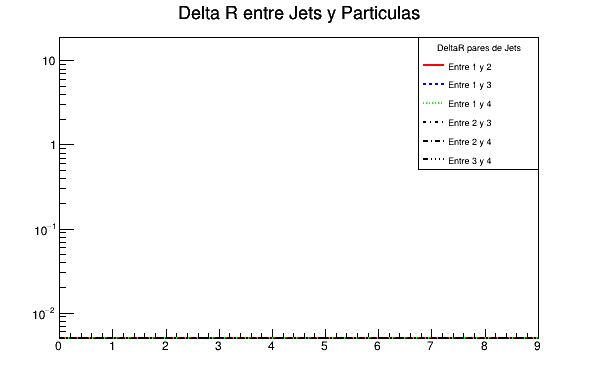 Delta R entre Jets y Particulas
DeltaR pares de Jets
Entre 1 y 2
Entre 1 y 3
Entre 1 y 4
Entre 2 y 3
Entre 2 y 4
Entre 3 y 4
10
1
10⁻¹
10⁻²
0 1 2 3 4 5 6 7 8 9